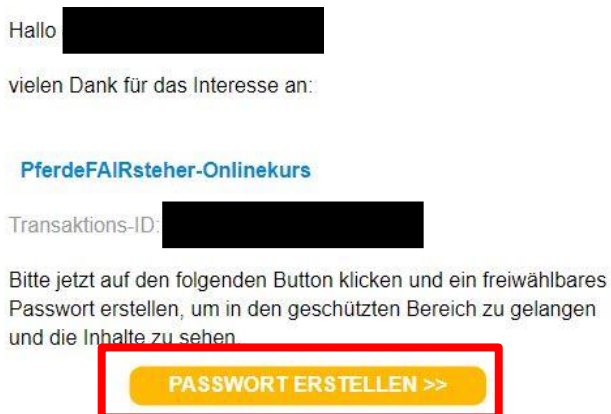 Hallo
vielen Dank für das Interesse an:
PferdeFAIRsteher-Onlinekurs
Transaktions-ID:
Bitte jetzt auf den folgenden Button klicken und ein freiwählbares
Passwort erstellen, um in den geschützten Bereich zu gelangen
und die Inhalte zu sehen.
PASSWORT ERSTELLEN >>